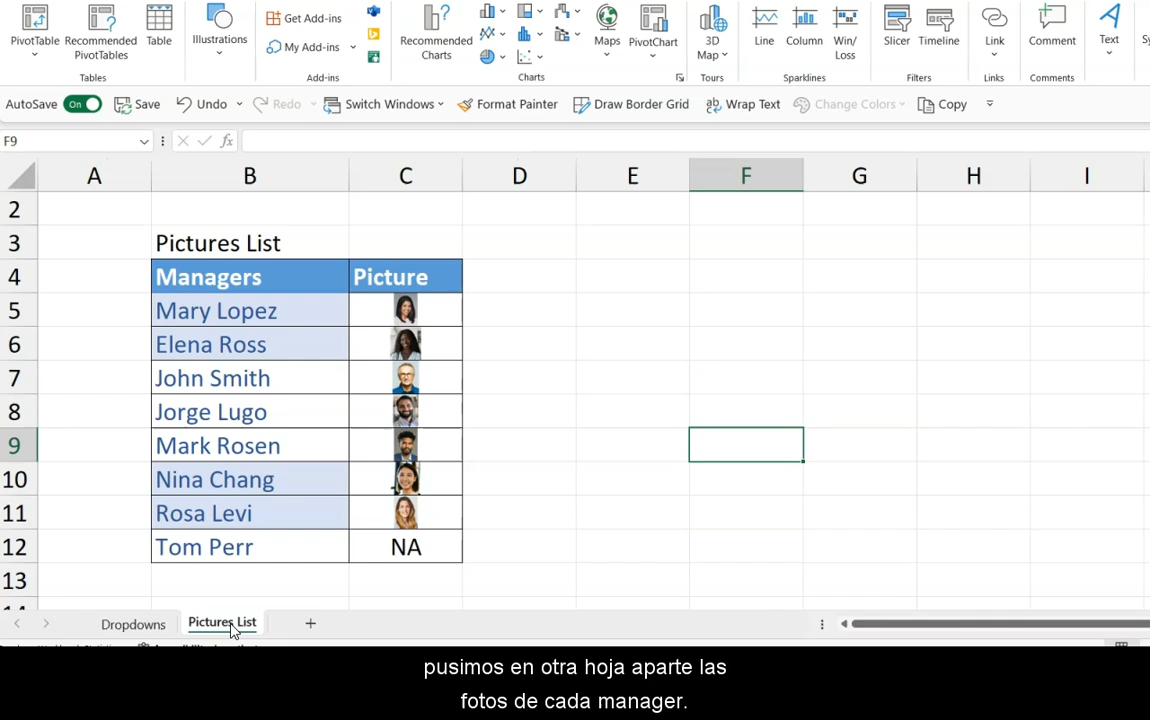 PivotTable Recommended PivotTables Table Illustrations Get Add-ins My Add-ins Recommended Charts Maps PivotChart 3D Map Line Column Win/Loss Slicer Timeline Link Comment Text
Tables Add-ins Charts Tours Sparklines Filters Links Comments
AutoSave On Save Undo Redo Switch Windows Format Painter Draw Border Grid Wrap Text Change Colors Copy
F9 fx
A B C D E F G H I
2
3 Pictures List
4 Managers Picture
5 Mary Lopez
6 Elena Ross
7 John Smith
8 Jorge Lugo
9 Mark Rosen
10 Nina Chang
11 Rosa Levi
12 Tom Perr NA
13
Dropdowns Pictures List
pusimos en otra hoja aparte las
fotos de cada manager.